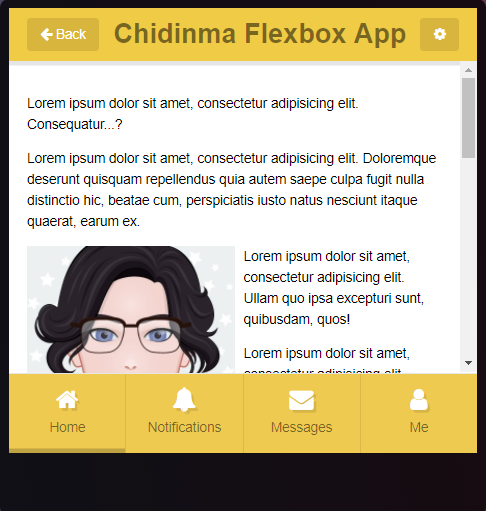 Back Chidinma Flexbox App
Lorem ipsum dolor sit amet, consectetur adipisicing elit.
Consequatur...?
Lorem ipsum dolor sit amet, consectetur adipisicing elit. Doloremque
deserunt quisquam repellendus quia autem saepe culpa fugit nulla
distinctio hic, beatae cum, perspiciatis iusto natus nesciunt itaque
quaerat, earum ex.
Lorem ipsum dolor sit amet,
consectetur adipisicing elit.
Ullam quo ipsa excepturi sunt,
quibusdam, quos!
Lorem ipsum dolor sit amet,
consectetur adipisicing elit.
Home Notifications Messages Me